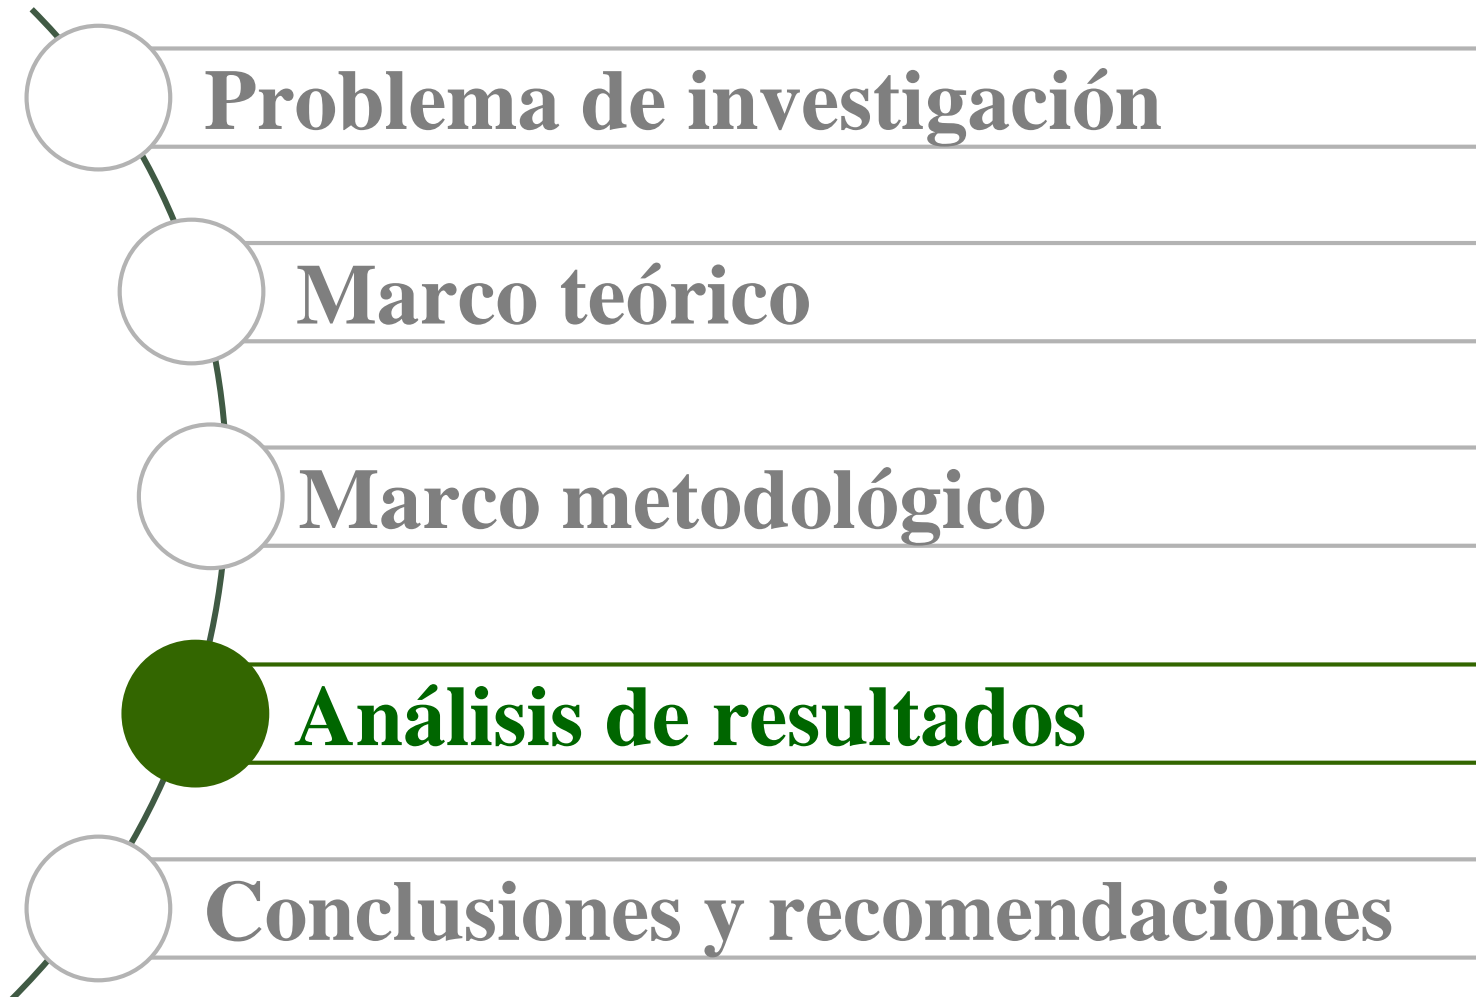 Problema de investigación
Marco teórico
Marco metodológico
Análisis de resultados
Conclusiones y recomendaciones